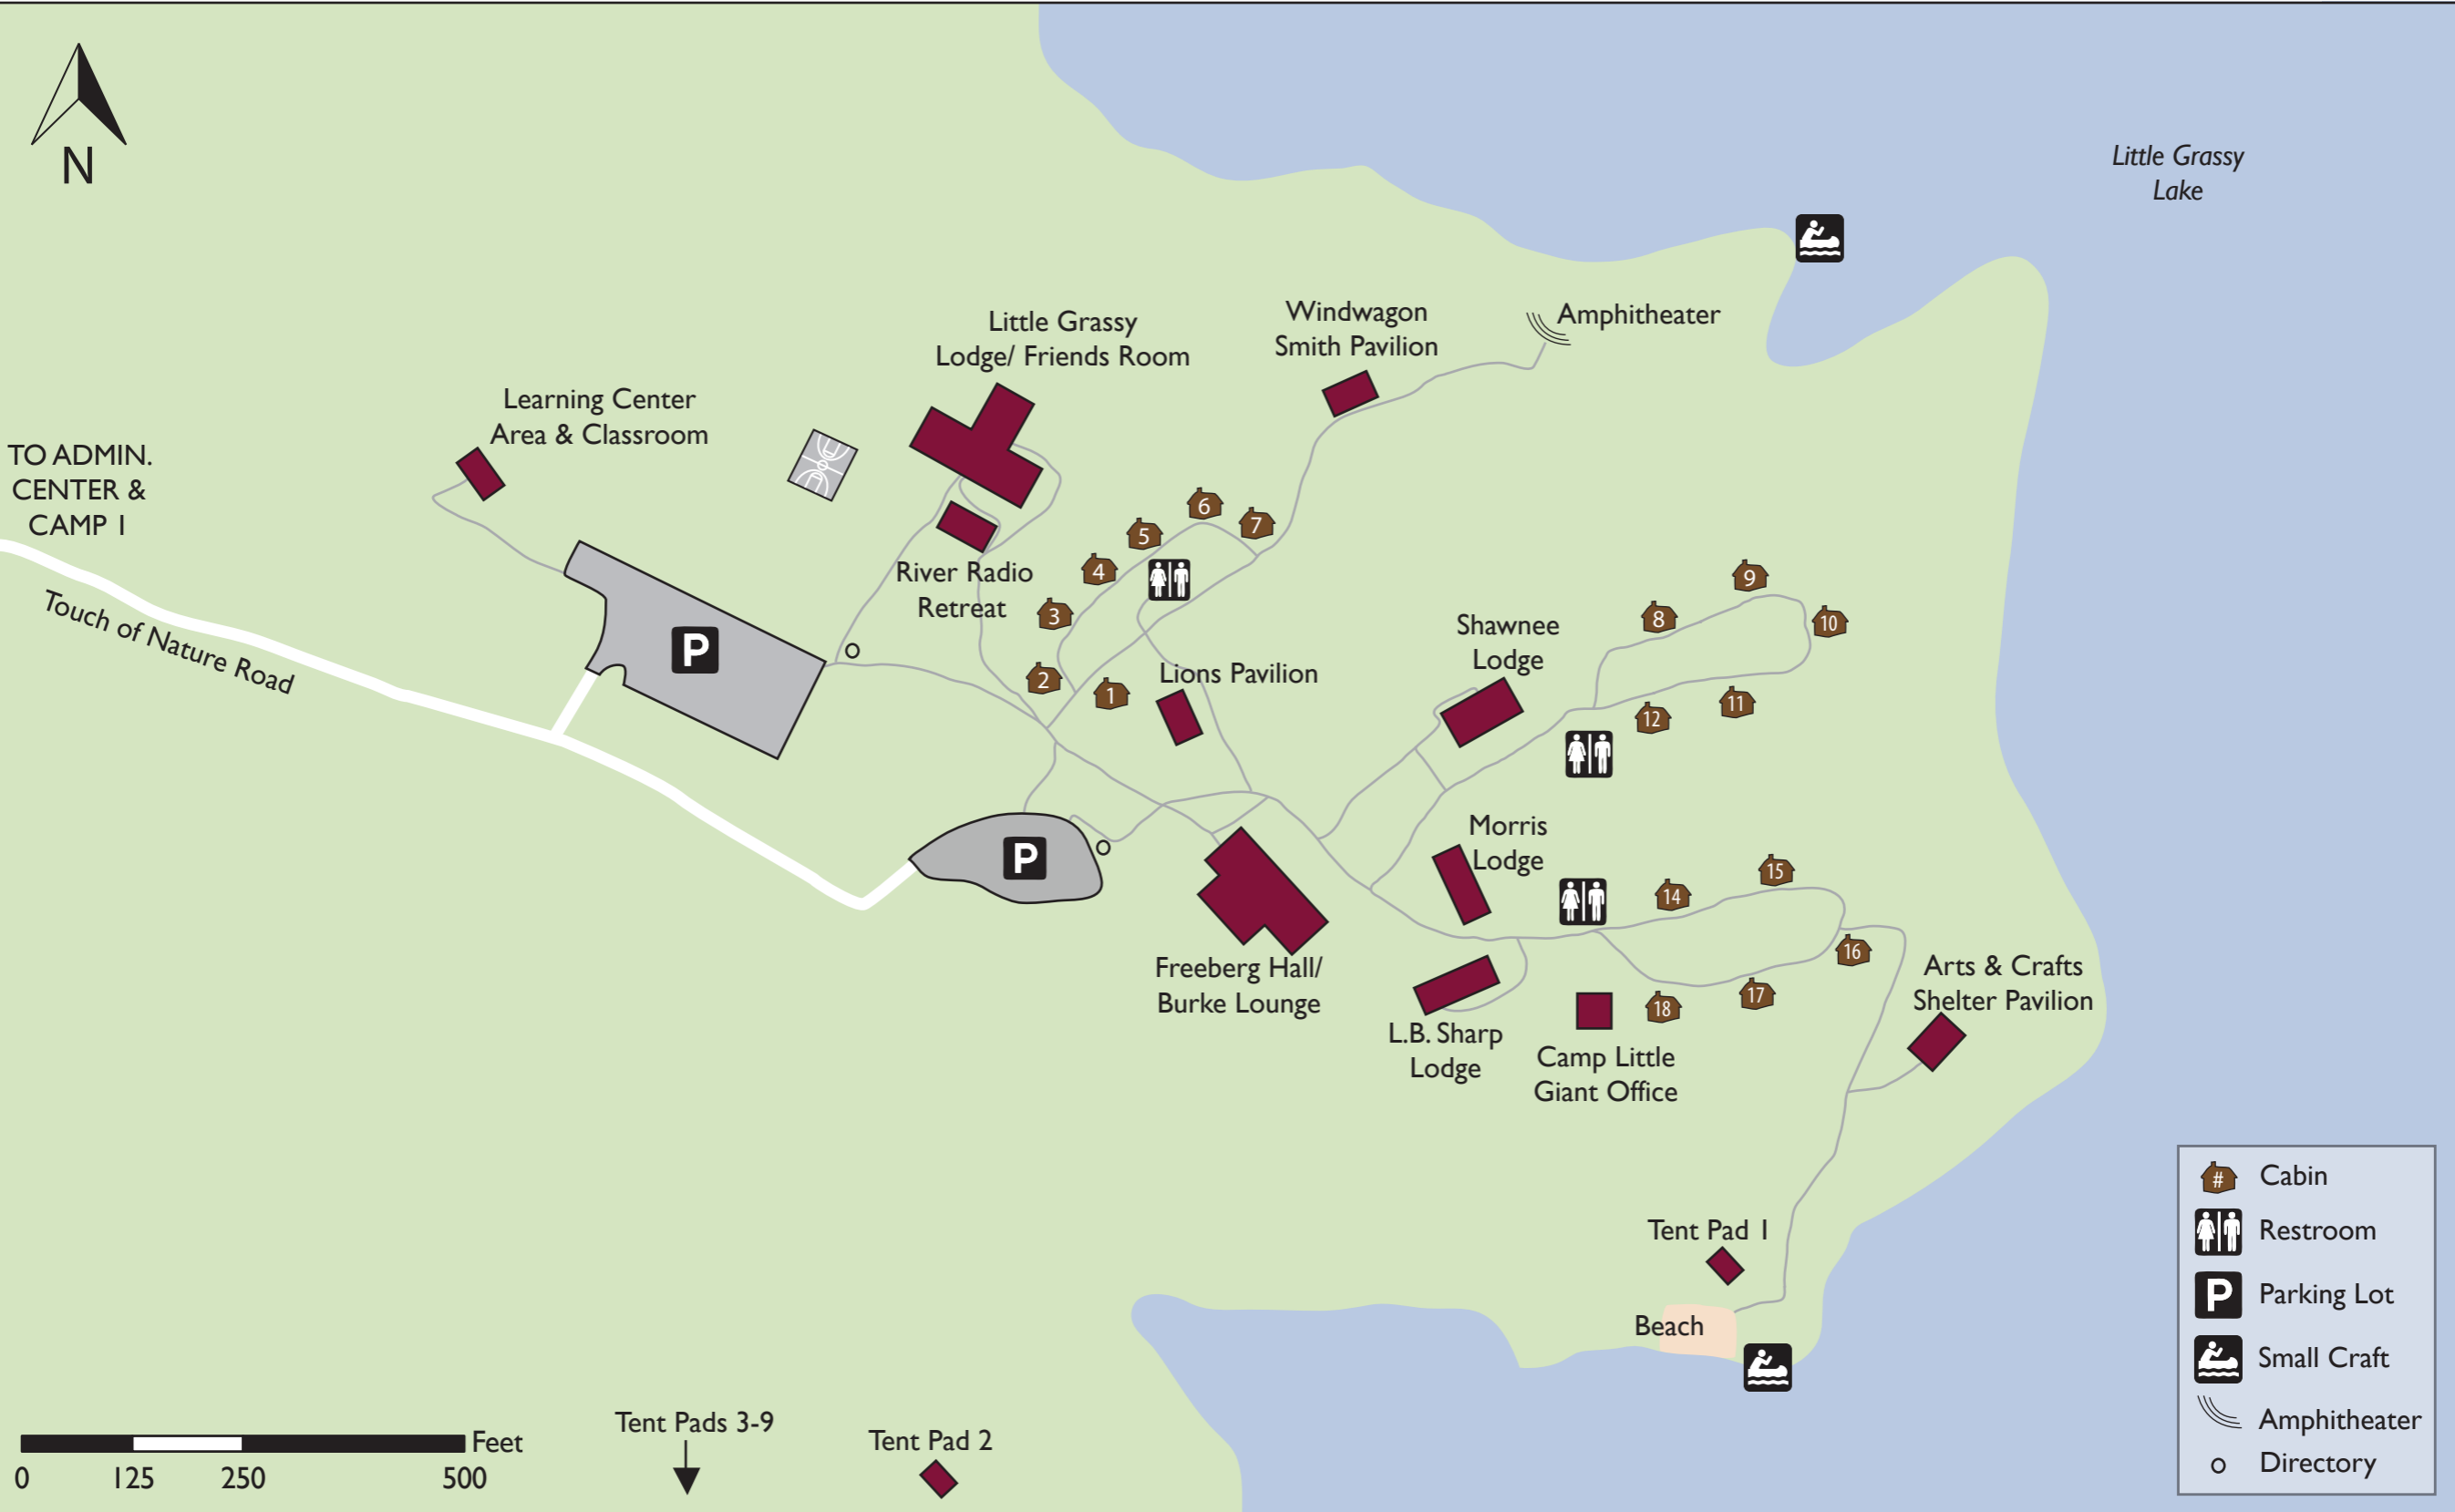 N
Little Grassy
Lake
Amphitheater
Windwagon
Smith Pavilion
Little Grassy
Lodge/ Friends Room
Learning Center
Area & Classroom
TO ADMIN.
CENTER &
CAMP 1
Touch of Nature Road
P
River Radio
Retreat
6
7
5
4
3
2
1
Lions Pavilion
Shawnee
Lodge
9
8
10
11
12
P
Morris
Lodge
15
14
16
17
18
Freeberg Hall/
Burke Lounge
L.B. Sharp
Lodge
Camp Little
Giant Office
Arts & Crafts
Shelter Pavilion
Tent Pad 1
Beach
Tent Pads 3-9
Tent Pad 2
Feet
0 125 250 500
# Cabin
Restroom
P Parking Lot
Small Craft
Amphitheater
Directory